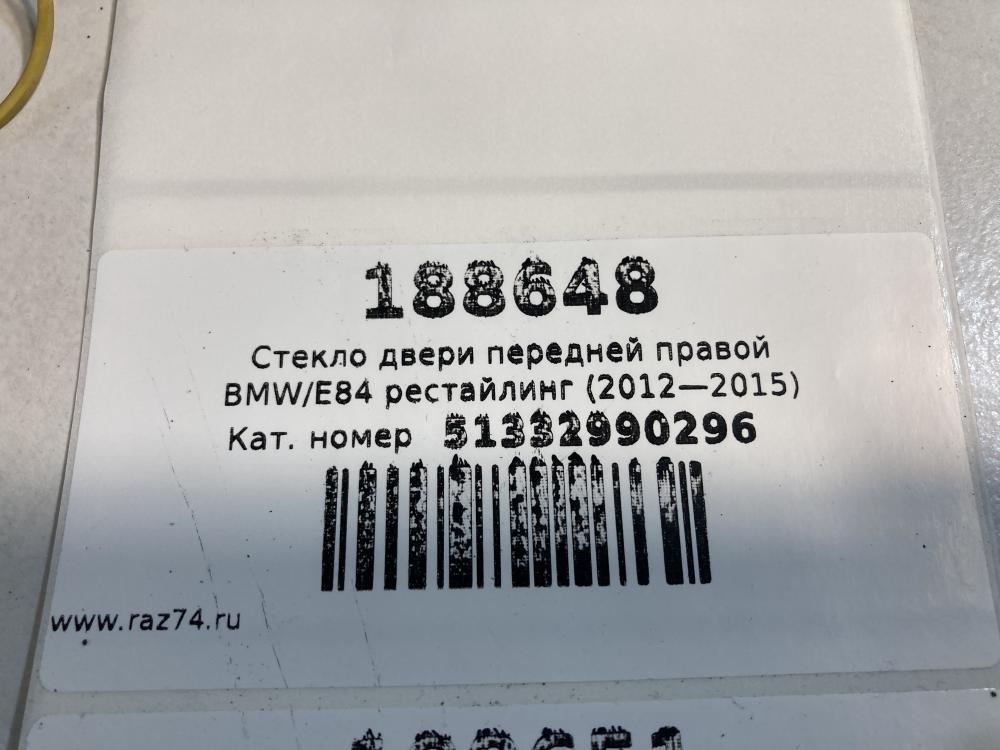 188648
Стекло двери передней правой
BMW/E84 рестайлинг (2012—2015)
Кат. номер 51332990296
www.raz74.ru